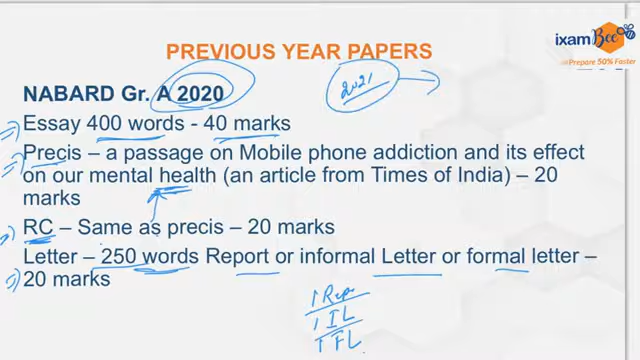 ixamBee
Prepare 50% Faster
PREVIOUS YEAR PAPERS
2021
NABARD Gr. A 2020
Essay 400 words - 40 marks
Precis – a passage on Mobile phone addiction and its effect
on our mental health (an article from Times of India) – 20
marks
RC – Same as precis – 20 marks
Letter – 250 words Report or informal Letter or formal letter –
20 marks
1 Repo
1 IL
1 FL